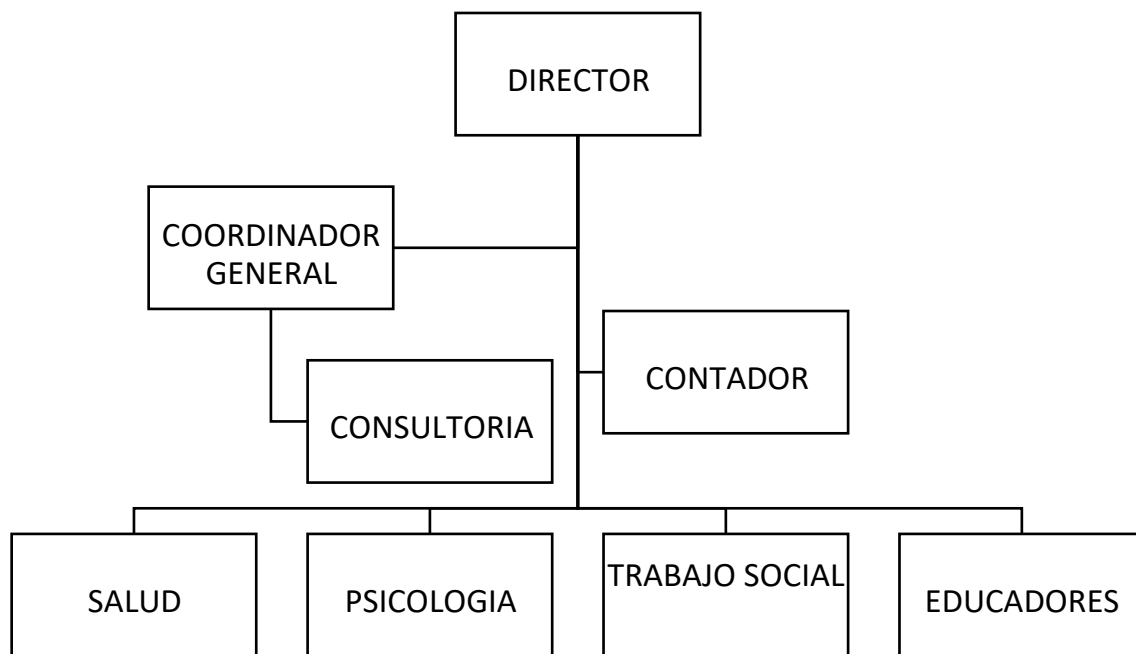 DIRECTOR
COORDINADOR
GENERAL
CONTADOR
CONSULTORIA
SALUD
PSICOLOGIA
TRABAJO SOCIAL
EDUCADORES